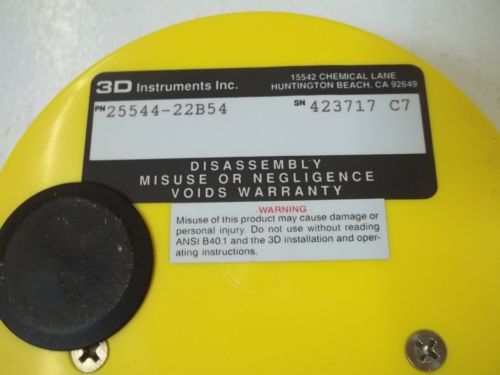 3D Instruments Inc.
15542 CHEMICAL LANE
HUNTINGTON BEACH, CA 92649
PN 25544-22B54
SN 423717 C7
DISASSEMBLY
MISUSE OR NEGLIGENCE
VOIDS WARRANTY
WARNING
Misuse of this product may cause damage or
personal injury. Do not use without reading
ANSI B40.1 and the 3D installation and oper-
ating instructions.